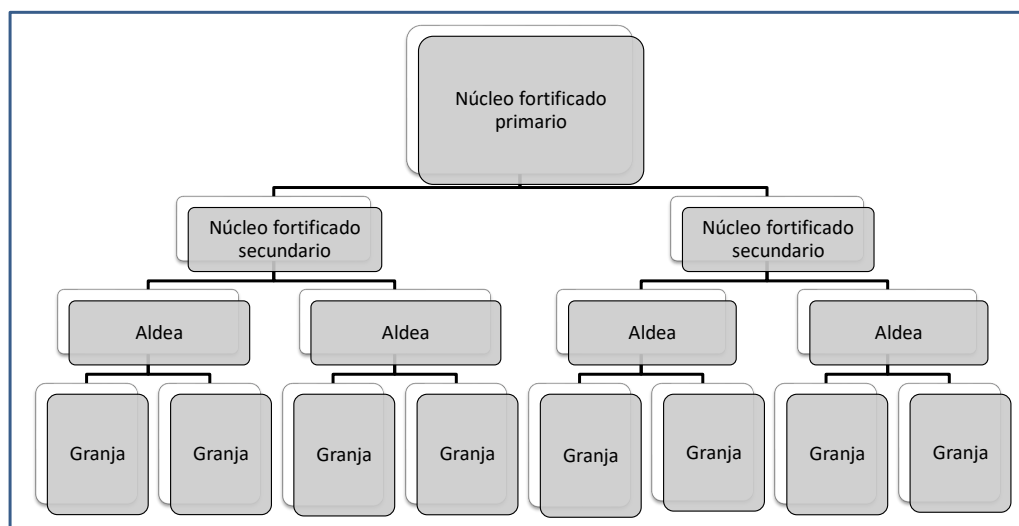 Núcleo fortificado
primario
Núcleo fortificado
secundario
Núcleo fortificado
secundario
Aldea
Aldea
Aldea
Aldea
Granja
Granja
Granja
Granja
Granja
Granja
Granja
Granja